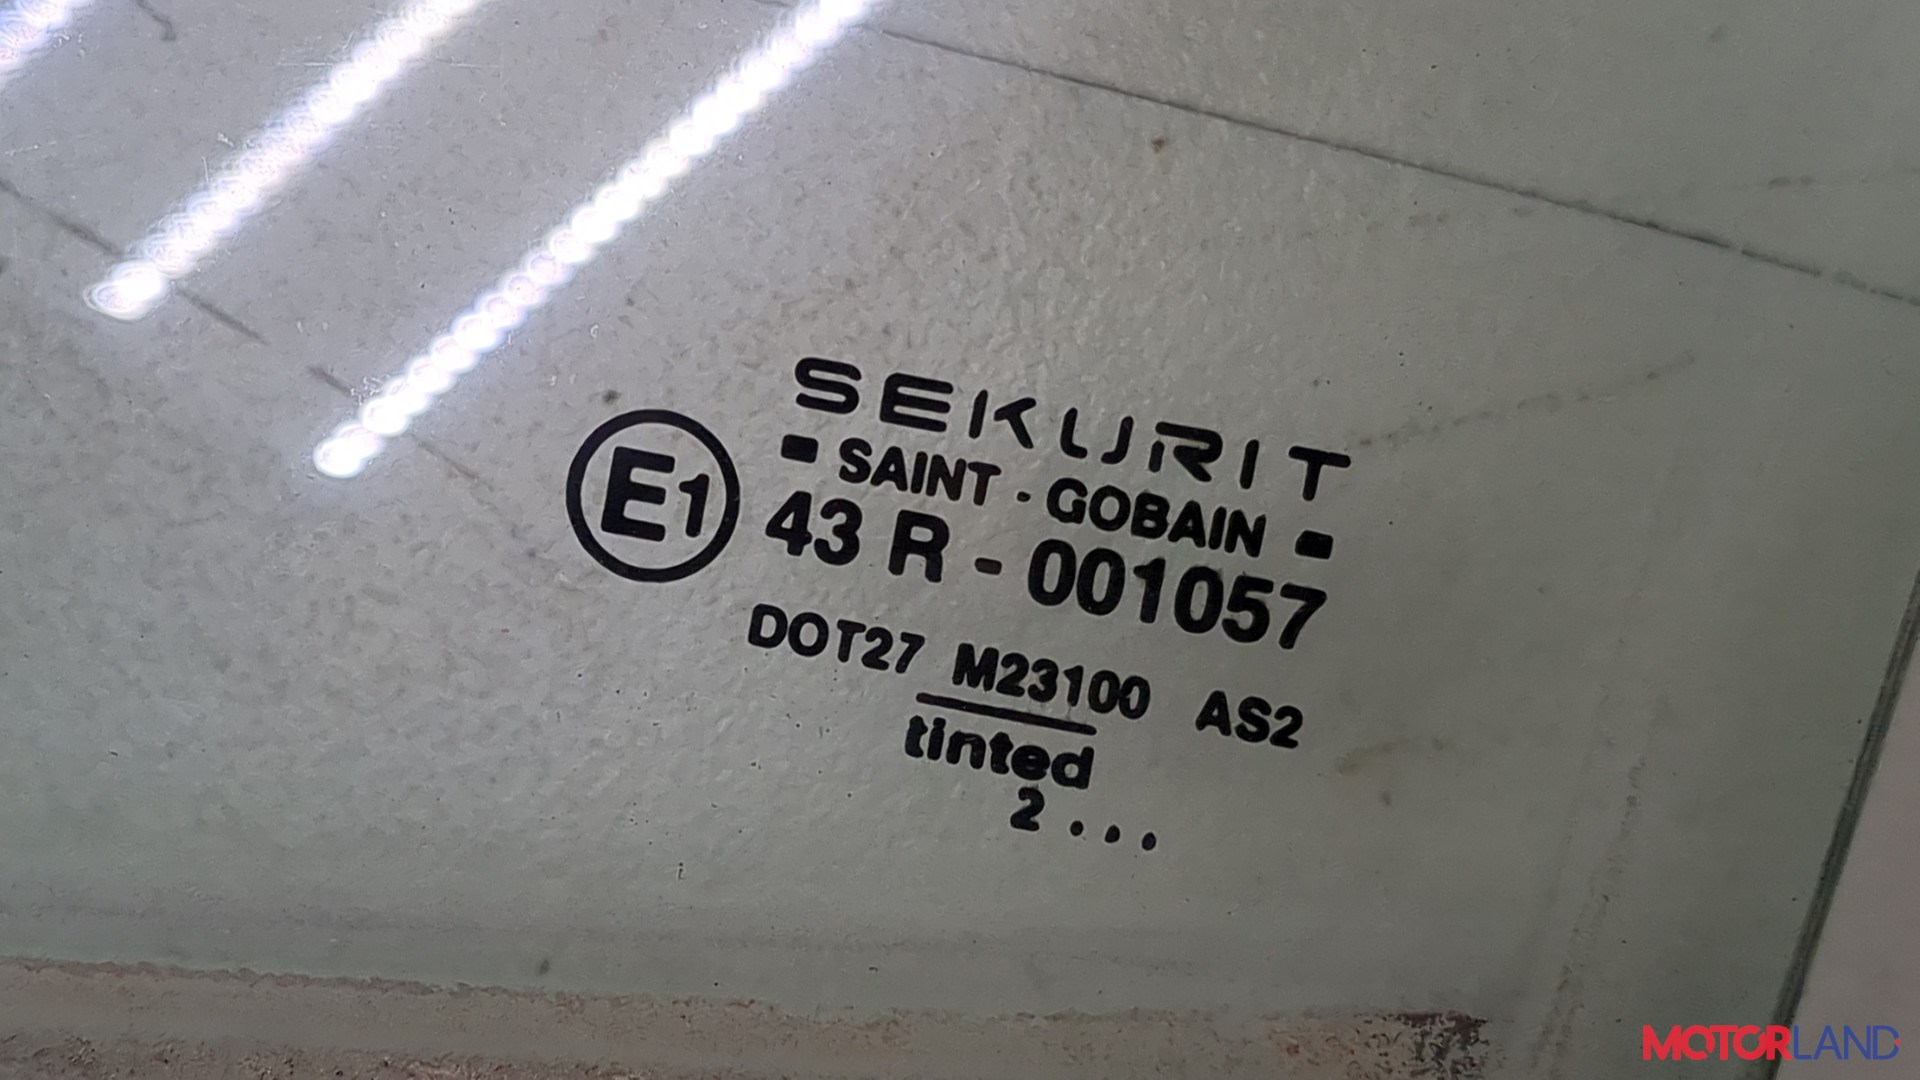 SEKURIT
SAINT - GOBAIN
E1 43 R - 001057
DOT27 M23100 AS2
tinted
2 . . .
MOTORLAND